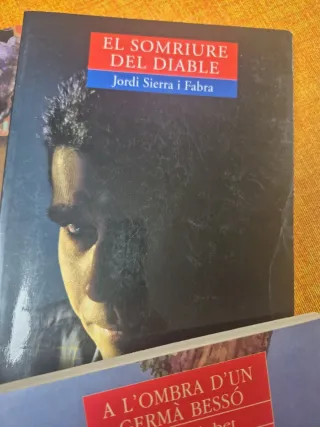 EL SOMRIURE
DEL DIABLE
Jordi Sierra i Fabra
A L'OMBRA D'UN
GERMÀ BESSÓ